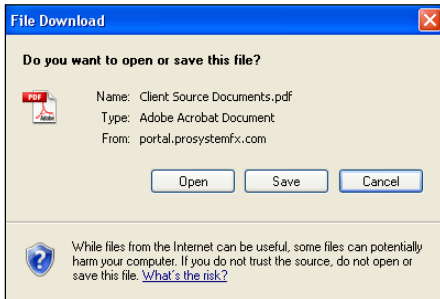 File Download
Do you want to open or save this file?
PDF
Adobe
Name: Client Source Documents.pdf
Type: Adobe Acrobat Document
From: portal.prosystemfx.com
Open Save Cancel
While files from the Internet can be useful, some files can potentially
harm your computer. If you do not trust the source, do not open or
save this file. What's the risk?